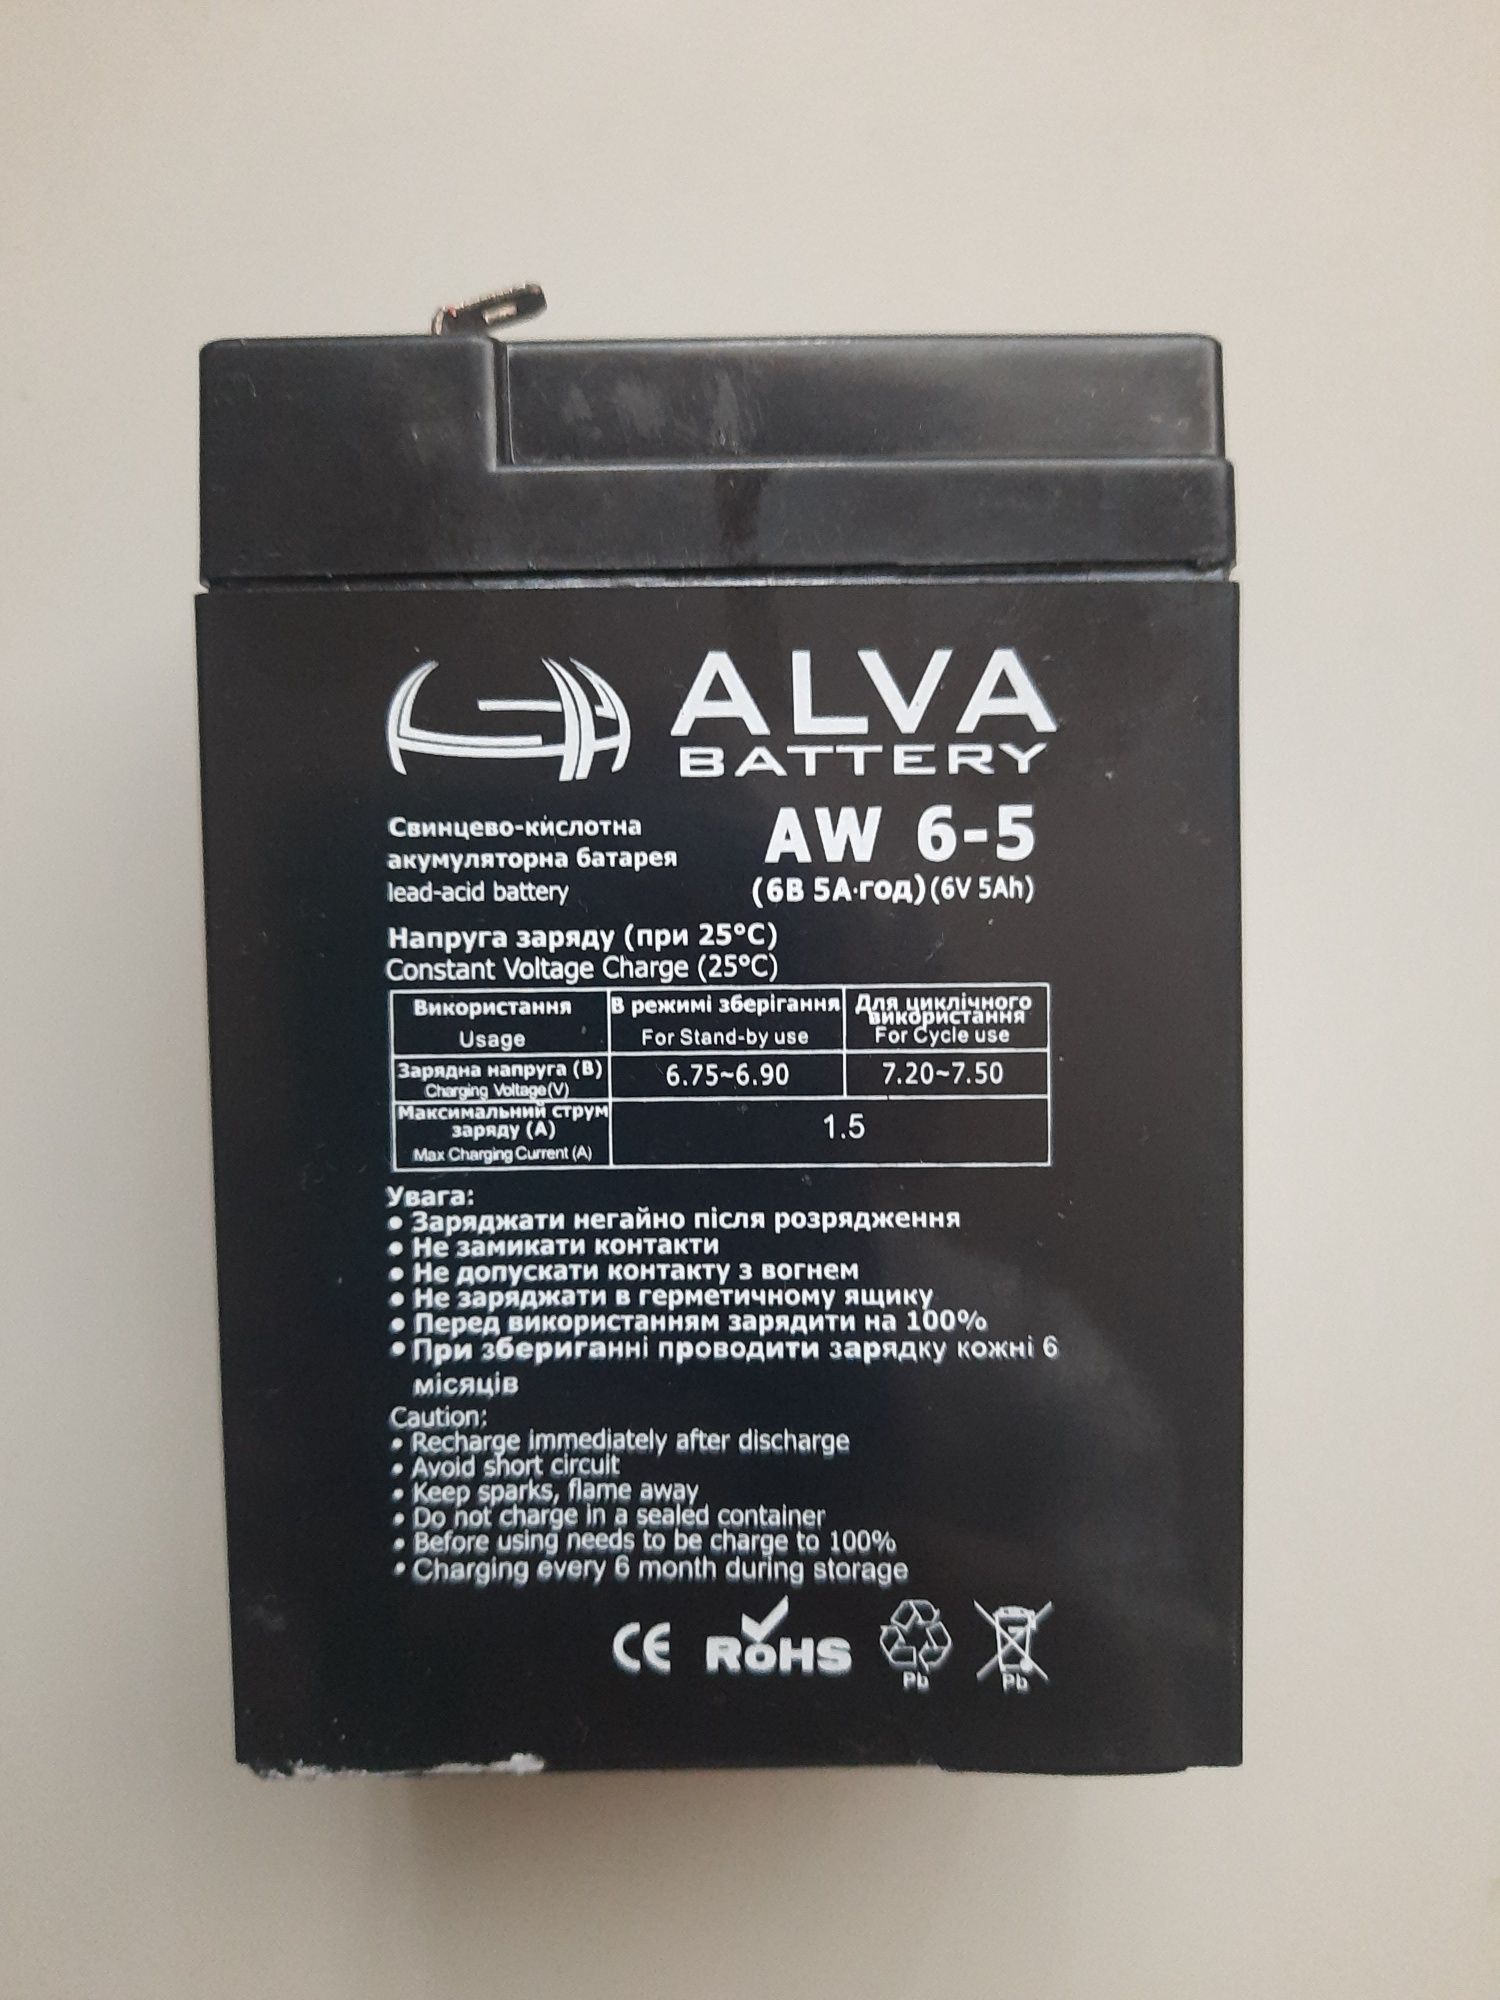 ALVA
BATTERY
Свинцево-кислотна
акумуляторна батарея
lead-acid battery
AW 6-5
(6В 5А·год)(6V 5Ah)
Напруга заряду (при 25°C)
Constant Voltage Charge (25°C)
Використання
Usage
В режимі зберігання
For Stand-by use
Для циклічного
використання
For Cycle use
Зарядна напруга (В)
Charging Voltage(V)
6.75~6.90
7.20~7.50
Максимальний струм
заряду (А)
Max Charging Current (A)
1.5
Увага:
• Заряджати негайно після розрядження
• Не замикати контакти
• Не допускати контакту з вогнем
• Не заряджати в герметичному ящику
• Перед використанням зарядити на 100%
• При збериганні проводити зарядку кожні 6
місяців
Caution:
• Recharge immediately after discharge
• Avoid short circuit
• Keep sparks, flame away
• Do not charge in a sealed container
• Before using needs to be charge to 100%
• Charging every 6 month during storage
CE RoHS
Pb Pb